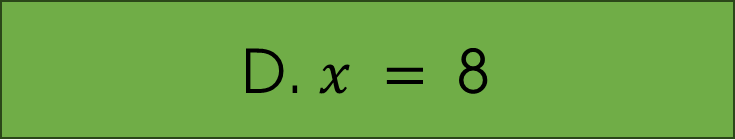 D. x = 8